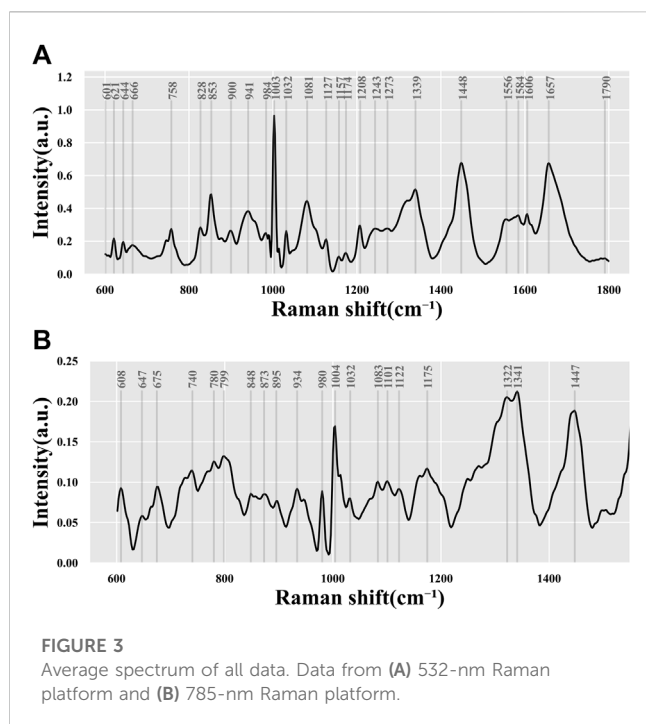 A
601 621 644 666 758 828 853 900 941 984 1003 1032 1081 1127 1157 1174 1208 1243 1273 1339 1448 1556 1584 1606 1657 1790
1.2
1.0
0.8
0.6
0.4
0.2
0.0
Intensity(a.u.)
600 800 1000 1200 1400 1600 1800
Raman shift(cm⁻¹)
B
608 647 675 740 780 799 848 873 895 934 980 1004 1032 1083 1101 1122 1175 1322 1341 1447
0.25
0.20
0.15
0.10
0.05
0.00
Intensity(a.u.)
600 800 1000 1200 1400
Raman shift(cm⁻¹)
FIGURE 3
Average spectrum of all data. Data from (A) 532-nm Raman
platform and (B) 785-nm Raman platform.